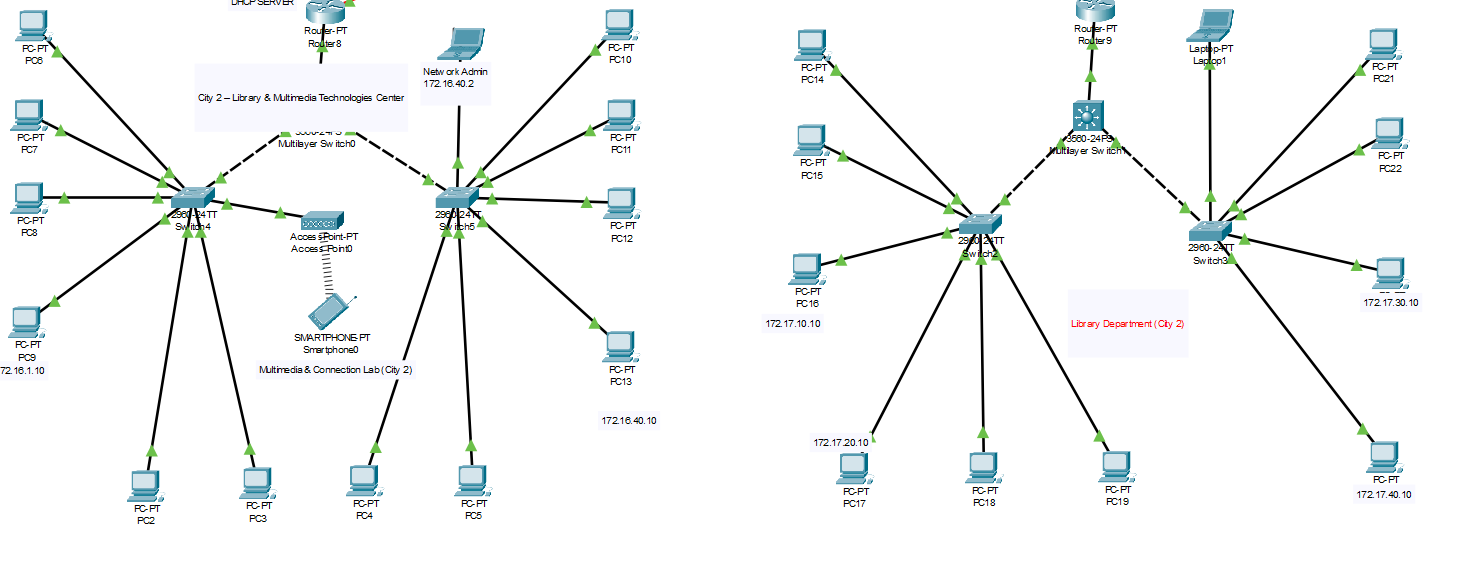 DHCP SERVER
Router-PT
Router8
PC-PT
PC6
Network Admin
172.16.40.2
PC-PT
PC10
City 2 – Library & Multimedia Technologies Center
3560-24PS
Multilayer Switch0
PC-PT
PC7
PC-PT
PC11
PC-PT
PC8
2960-24TT
Switch4
AccessPoint-PT
Access Point0
2960-24TT
Switch5
PC-PT
PC12
PC-PT
PC9
72.16.1.10
SMARTPHONE-PT
Smartphone0
Multimedia & Connection Lab (City 2)
PC-PT
PC13
172.16.40.10
PC-PT
PC2
PC-PT
PC3
PC-PT
PC4
PC-PT
PC5
Router-PT
Router9
Laptop-PT
Laptop1
PC-PT
PC14
PC-PT
PC21
3560-24PS
Multilayer Switch1
PC-PT
PC15
PC-PT
PC22
2960-24TT
Switch2
2960-24TT
Switch3
PC-PT
PC16
172.17.10.10
172.17.30.10
Library Department (City 2)
172.17.20.10
PC-PT
PC17
PC-PT
PC18
PC-PT
PC19
PC-PT
172.17.40.10